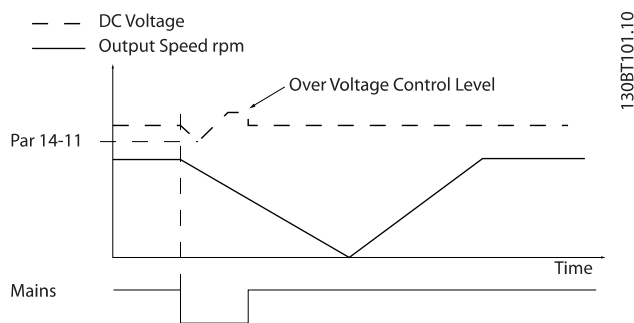 DC Voltage
Output Speed rpm
130BT101.10
Over Voltage Control Level
Par 14-11
Time
Mains